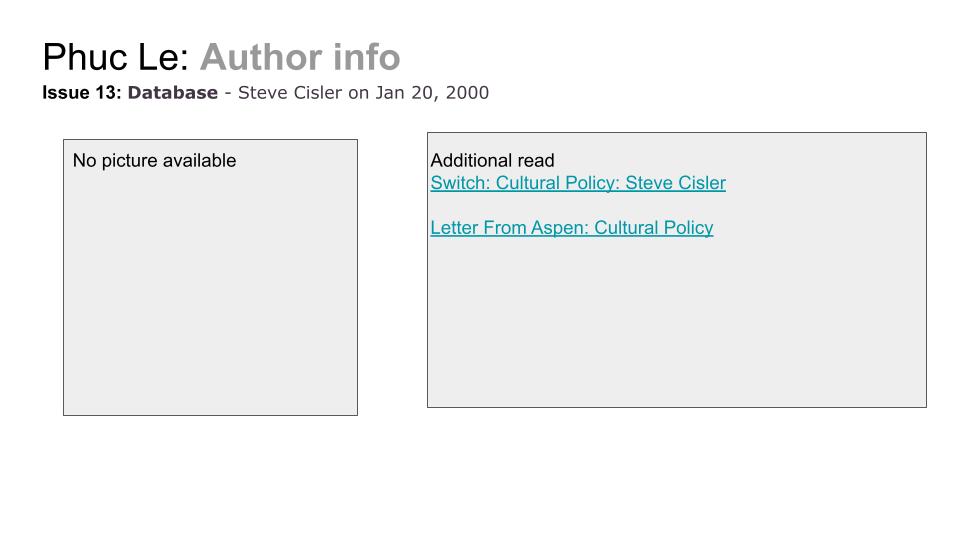 Phuc Le: Author info
Issue 13: Database - Steve Cisler on Jan 20, 2000
No picture available
Additional read
Switch: Cultural Policy: Steve Cisler
Letter From Aspen: Cultural Policy